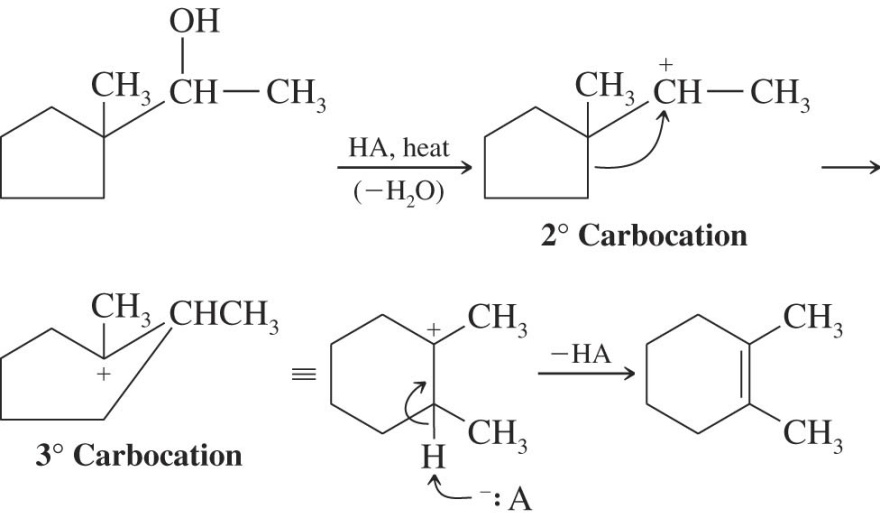 OH
CH₃ CH—CH₃
HA, heat
(−H₂O)
CH₃ +CH—CH₃
2° Carbocation
CH₃ CHCH₃
+
3° Carbocation
≡
+ CH₃
CH₃
H
⁻:A
−HA
CH₃
CH₃